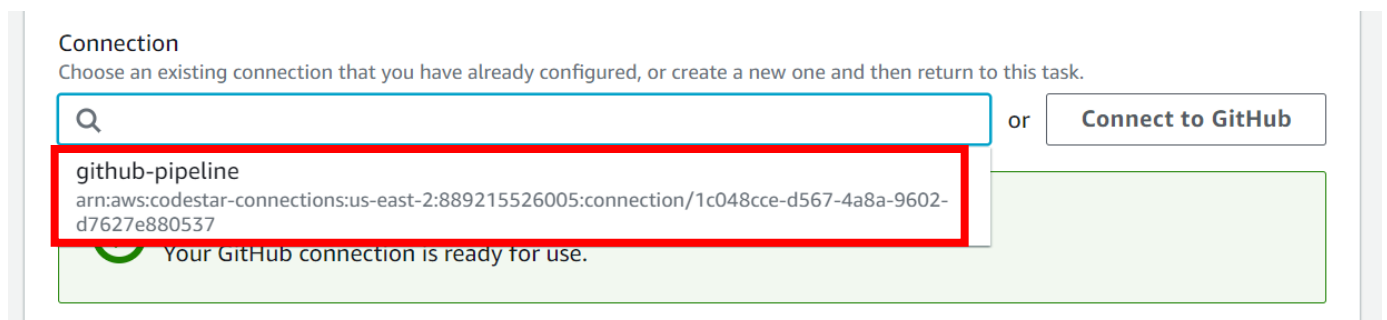 Connection
Choose an existing connection that you have already configured, or create a new one and then return to this task.
or
Connect to GitHub
github-pipeline
arn:aws:codestar-connections:us-east-2:889215526005:connection/1c048cce-d567-4a8a-9602-
d7627e880537
Your GitHub connection is ready for use.